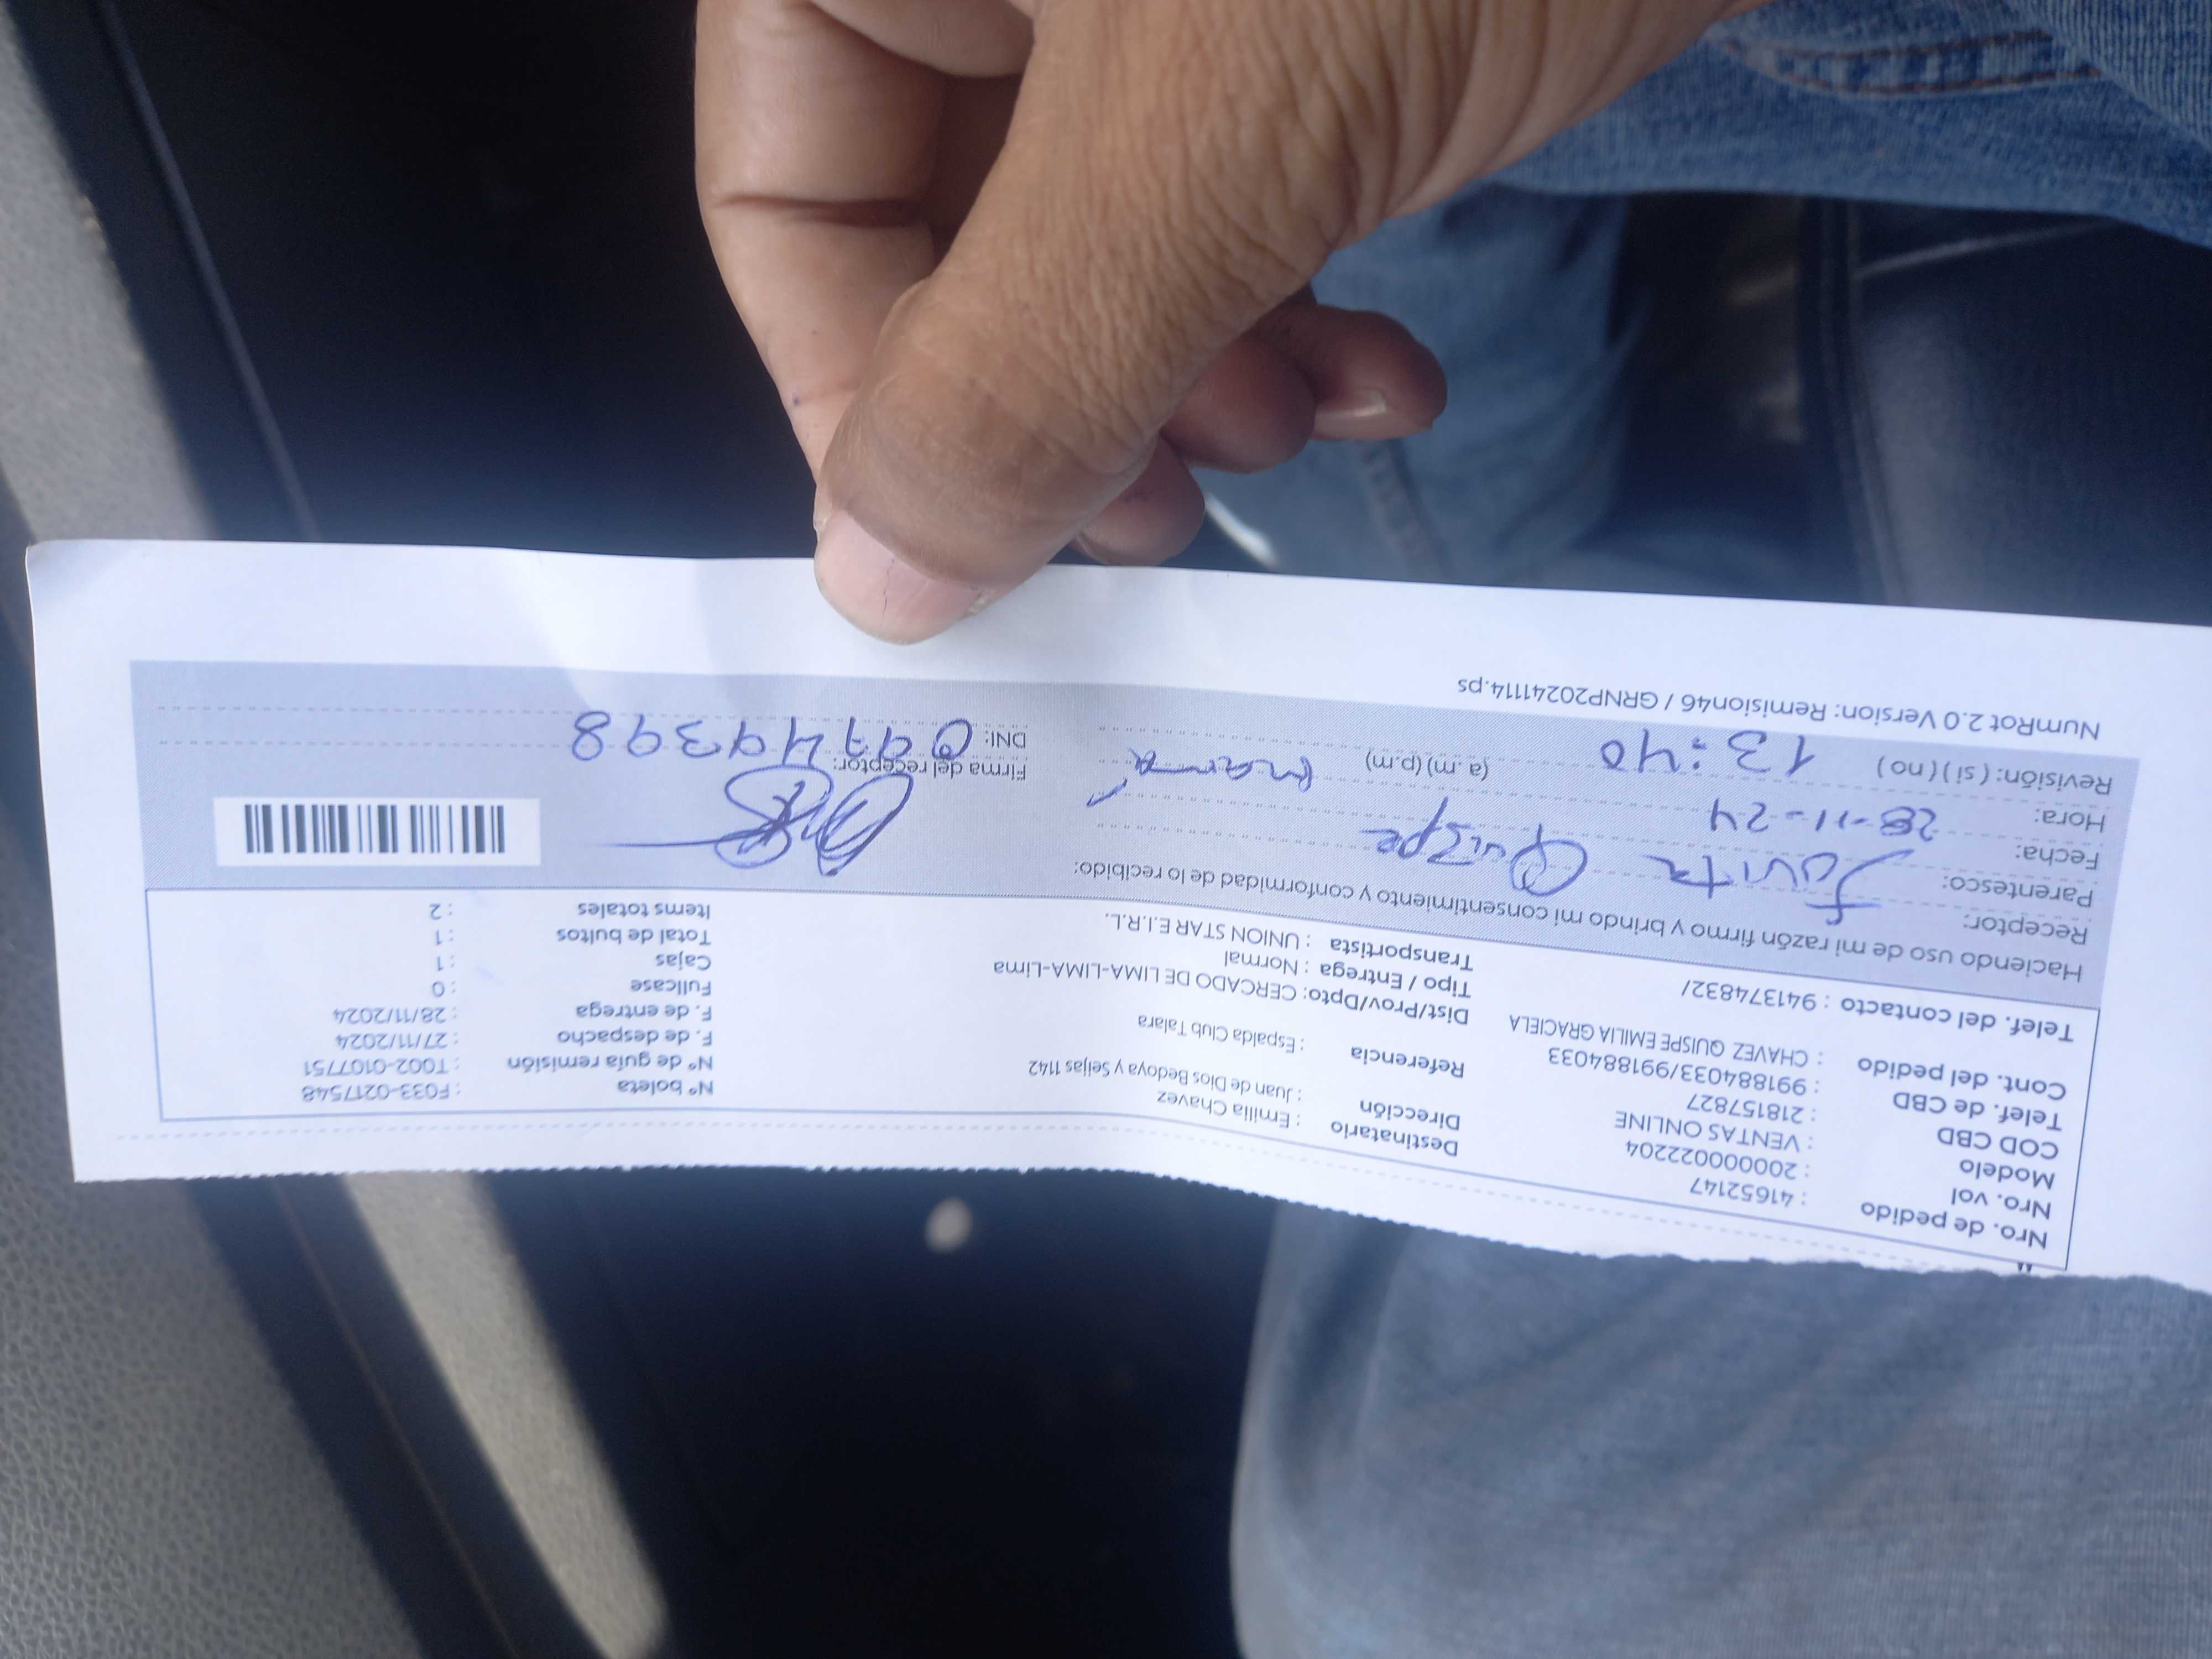 Nro. de pedido : 41652147
Nro. vol : 20000022204
Modelo : VENTAS ONLINE
COD CBD : 218157827
Telef. de CBD : 991884033/991884033
Cont. del pedido : CHAVEZ QUISPE EMILIA GRACIELA
Telef. del contacto : 941374832/
Destinatario : Emilia Chavez
Dirección : Juan de Dios Bedoya y Seijas 1142
Referencia : Espalda Club Talara
Dist/Prov/Dpto: CERCADO DE LIMA-LIMA-Lima
Tipo / Entrega : Normal
Transportista : UNION STAR E.I.R.L.
N° boleta : F033-0217548
N° de guía remisión : T002-0107751
F. de despacho : 27/11/2024
F. de entrega : 28/11/2024
Fullcase : 0
Cajas : 1
Total de bultos : 1
Items totales : 2
Haciendo uso de mi razón firmo y brindo mi consentimiento y conformidad de lo recibido:
Receptor:
Parentesco: Jovita Quispe
Fecha: 28-11-24
Hora: 13:40 (a.m) (p.m) mamá
Revisión: ( si ) ( no )
Firma del receptor:
DNI: 09749398
NumRot 2.0 Version: Remision46 / GRNP20241114.ps